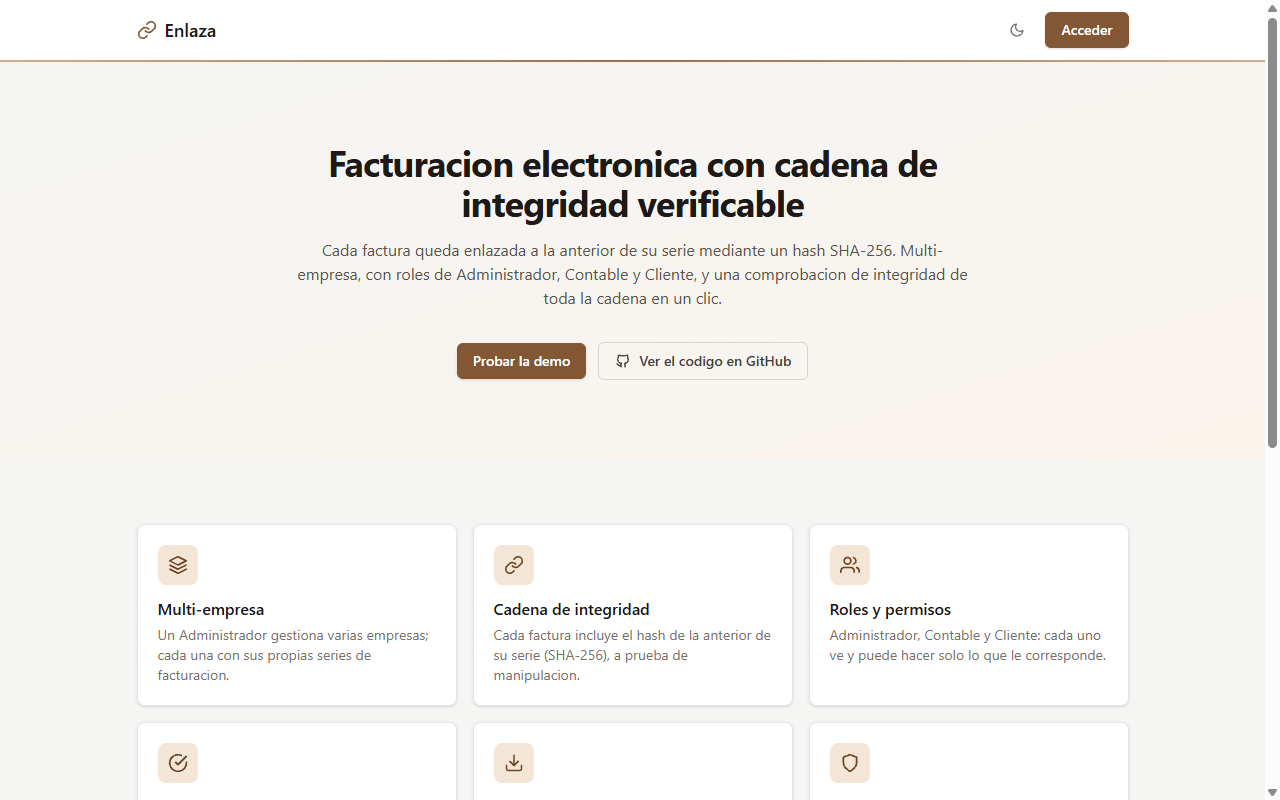 Enlaza
Acceder
Facturacion electronica con cadena de
integridad verificable
Cada factura queda enlazada a la anterior de su serie mediante un hash SHA-256. Multi-
empresa, con roles de Administrador, Contable y Cliente, y una comprobacion de integridad de
toda la cadena en un clic.
Probar la demo
Ver el codigo en GitHub
Multi-empresa
Un Administrador gestiona varias empresas;
cada una con sus propias series de
facturacion.
Cadena de integridad
Cada factura incluye el hash de la anterior de
su serie (SHA-256), a prueba de
manipulacion.
Roles y permisos
Administrador, Contable y Cliente: cada uno
ve y puede hacer solo lo que le corresponde.